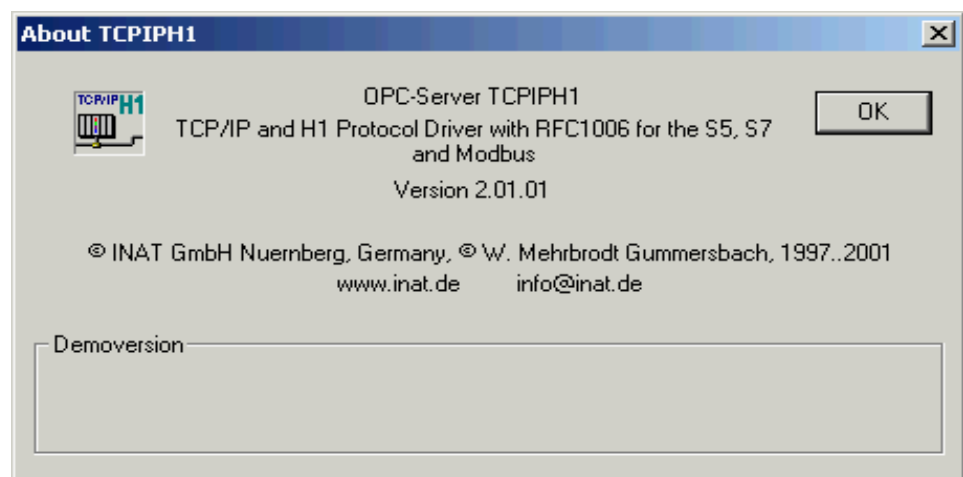 About TCPIPH1
TCP/IP H1
OPC-Server TCPIPH1
OK
TCP/IP and H1 Protocol Driver with RFC1006 for the S5, S7
and Modbus
Version 2.01.01
© INAT GmbH Nuernberg, Germany, © W. Mehrbrodt Gummersbach, 1997..2001
www.inat.de info@inat.de
Demoversion